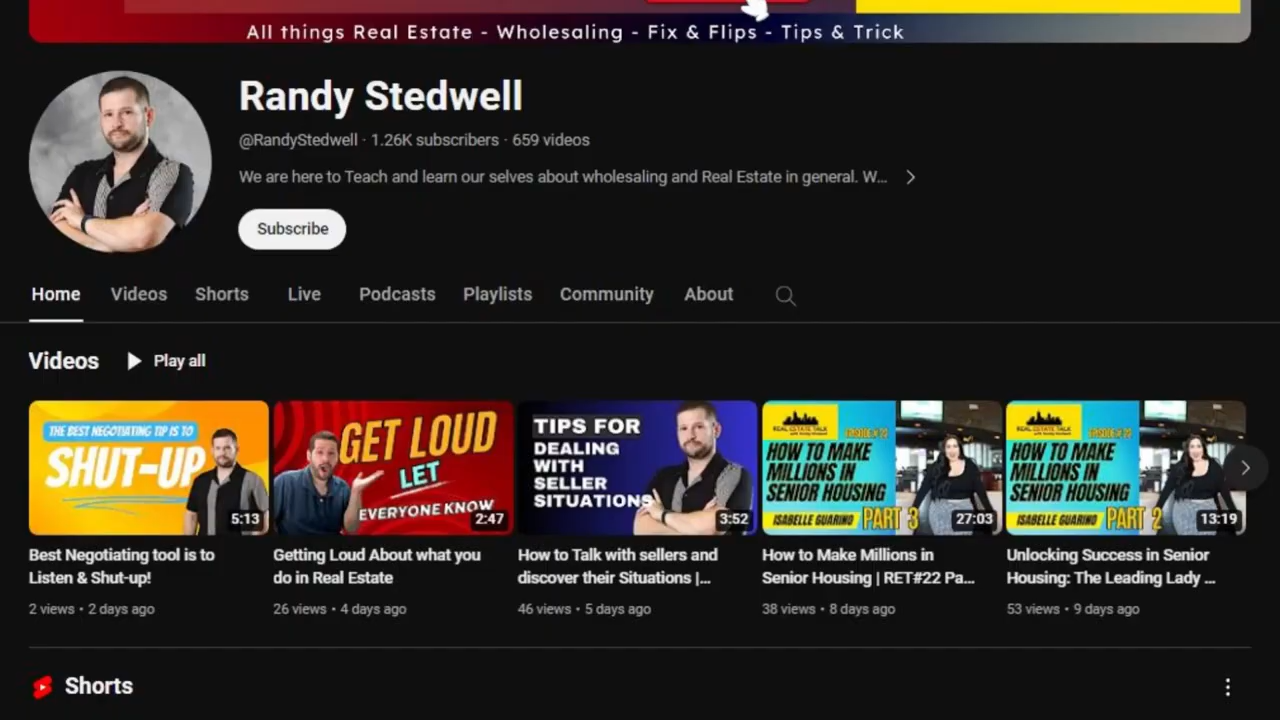 All things Real Estate - Wholesaling - Fix & Flips - Tips & Trick
Randy Stedwell
@RandyStedwell · 1.26K subscribers · 659 videos
We are here to Teach and learn our selves about wholesaling and Real Estate in general. W...
Subscribe
Home Videos Shorts Live Podcasts Playlists Community About
Videos Play all
THE BEST NEGOTIATING TIP IS TO
SHUT-UP
5:13
GET LOUD
LET
EVERYONE KNOW
2:47
TIPS FOR
DEALING
WITH
SELLER
SITUATIONS
3:52
REAL ESTATE TALK
EPISODE # 22
HOW TO MAKE
MILLIONS IN
SENIOR HOUSING
ISABELLE GUARINO PART 3
27:03
REAL ESTATE TALK
EPISODE # 22
HOW TO MAKE
MILLIONS IN
SENIOR HOUSING
ISABELLE GUARINO PART 2
13:19
Best Negotiating tool is to
Listen & Shut-up!
2 views • 2 days ago
Getting Loud About what you
do in Real Estate
26 views • 4 days ago
How to Talk with sellers and
discover their Situations |...
46 views • 5 days ago
How to Make Millions in
Senior Housing | RET#22 Pa...
38 views • 8 days ago
Unlocking Success in Senior
Housing: The Leading Lady ...
53 views • 9 days ago
Shorts